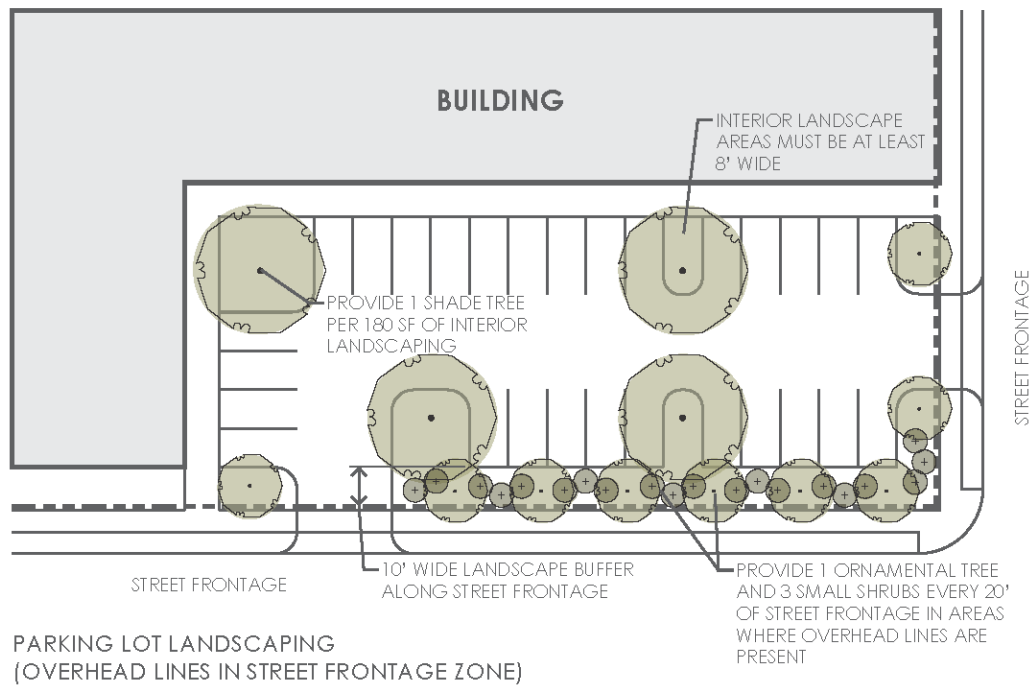 BUILDING
INTERIOR LANDSCAPE
AREAS MUST BE AT LEAST
8' WIDE
PROVIDE 1 SHADE TREE
PER 180 SF OF INTERIOR
LANDSCAPING
STREET FRONTAGE
STREET FRONTAGE
10' WIDE LANDSCAPE BUFFER
ALONG STREET FRONTAGE
PROVIDE 1 ORNAMENTAL TREE
AND 3 SMALL SHRUBS EVERY 20'
OF STREET FRONTAGE IN AREAS
WHERE OVERHEAD LINES ARE
PRESENT
PARKING LOT LANDSCAPING
(OVERHEAD LINES IN STREET FRONTAGE ZONE)